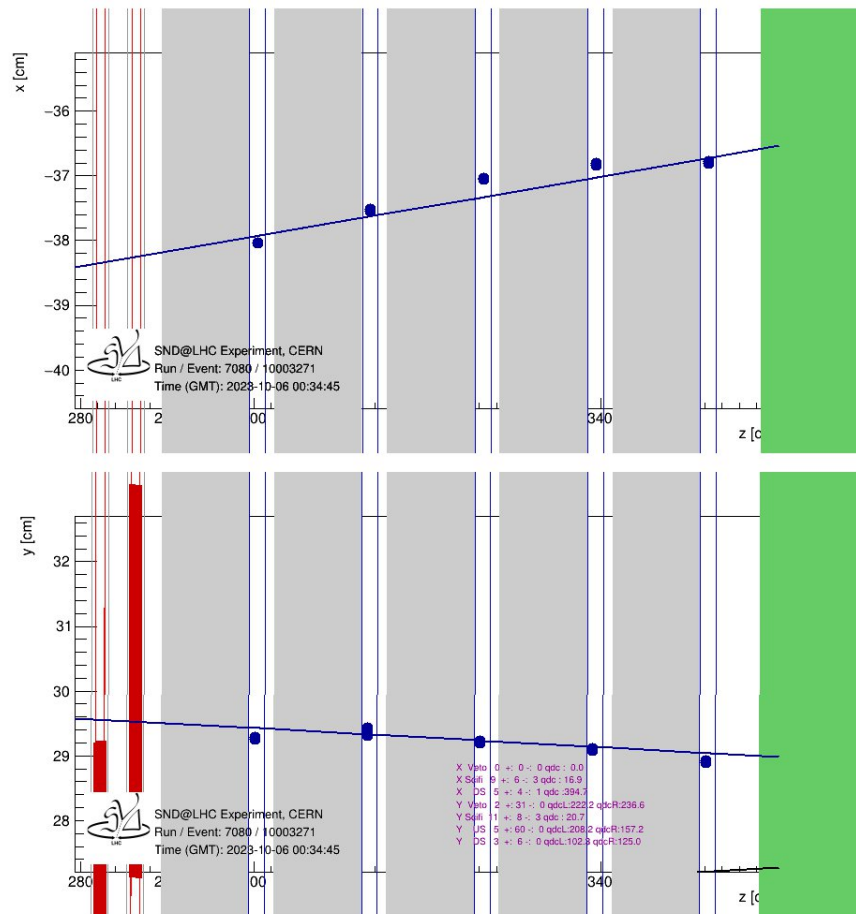 x [cm]
−36
−37
−38
−39
−40
LHC
SND@LHC Experiment, CERN
Run / Event: 7080 / 10003271
Time (GMT): 2023-10-06 00:34:45
280
340
z [c
y [cm]
32
31
30
29
28
X Veto 0 +: 0 -: 0 qdc : 0.0
X Scifi 9 +: 6 -: 3 qdc : 16.9
X DS 5 +: 4 -: 1 qdc :394.7
Y Veto 2 +: 31 -: 0 qdcL:222.2 qdcR:236.6
Y Scifi 11 +: 8 -: 3 qdc : 20.7
Y US 5 +:60 -: 0 qdcL:208.2 qdcR:157.2
Y DS 3 +: 6 -: 0 qdcL:102.3 qdcR:125.0
LHC
SND@LHC Experiment, CERN
Run / Event: 7080 / 10003271
Time (GMT): 2023-10-06 00:34:45
280
340
z [c